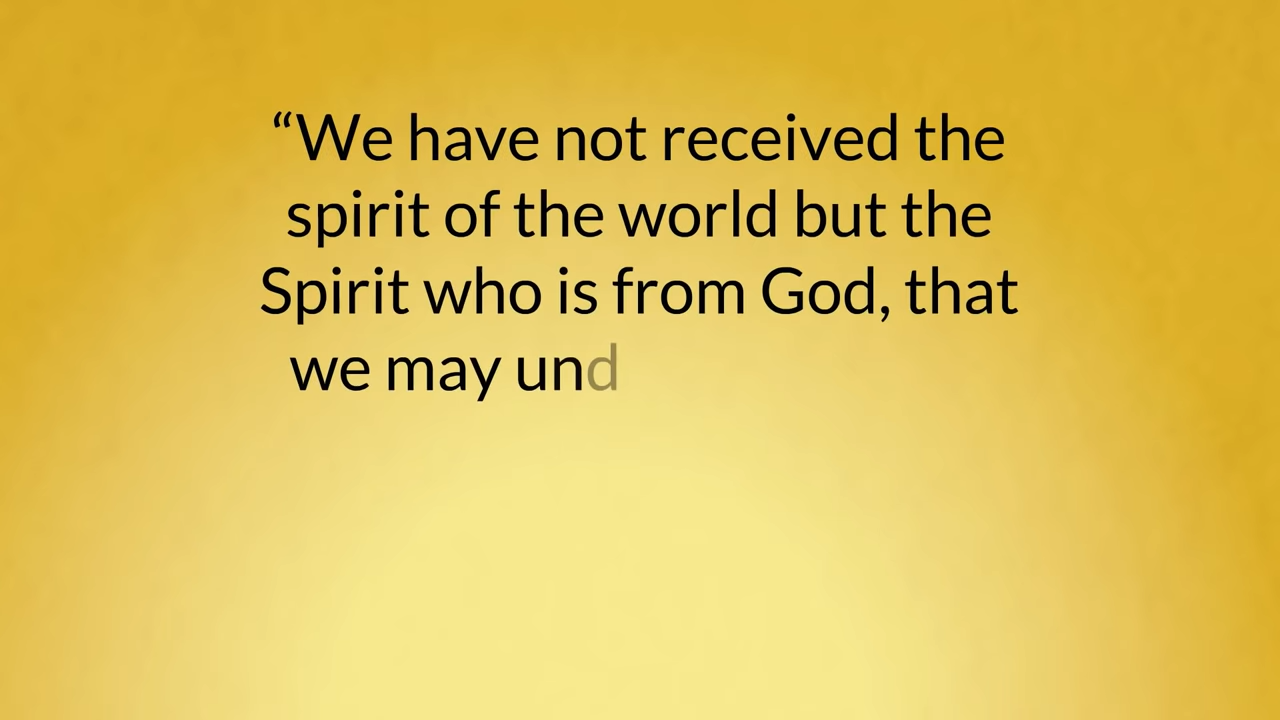 “We have not received the
spirit of the world but the
Spirit who is from God, that
we may und